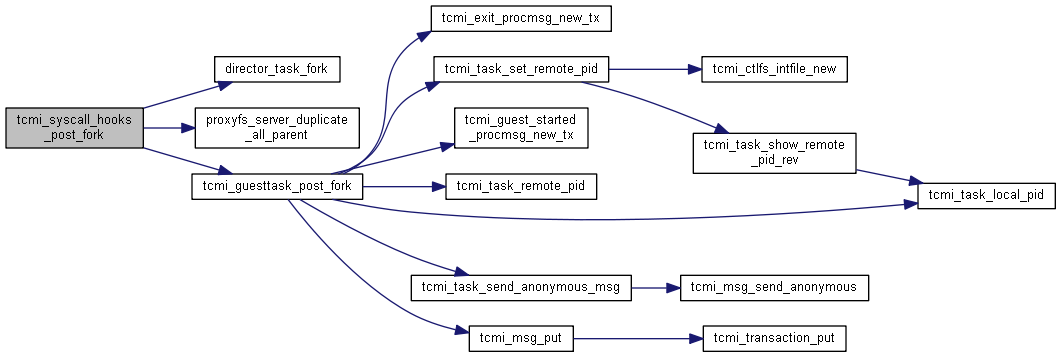 tcmi_syscall_hooks
_post_fork
director_task_fork
proxyfs_server_duplicate
_all_parent
tcmi_guesttask_post_fork
tcmi_exit_procmsg_new_tx
tcmi_task_set_remote_pid
tcmi_guest_started
_procmsg_new_tx
tcmi_task_remote_pid
tcmi_task_send_anonymous_msg
tcmi_msg_put
tcmi_ctlfs_intfile_new
tcmi_task_show_remote
_pid_rev
tcmi_msg_send_anonymous
tcmi_transaction_put
tcmi_task_local_pid